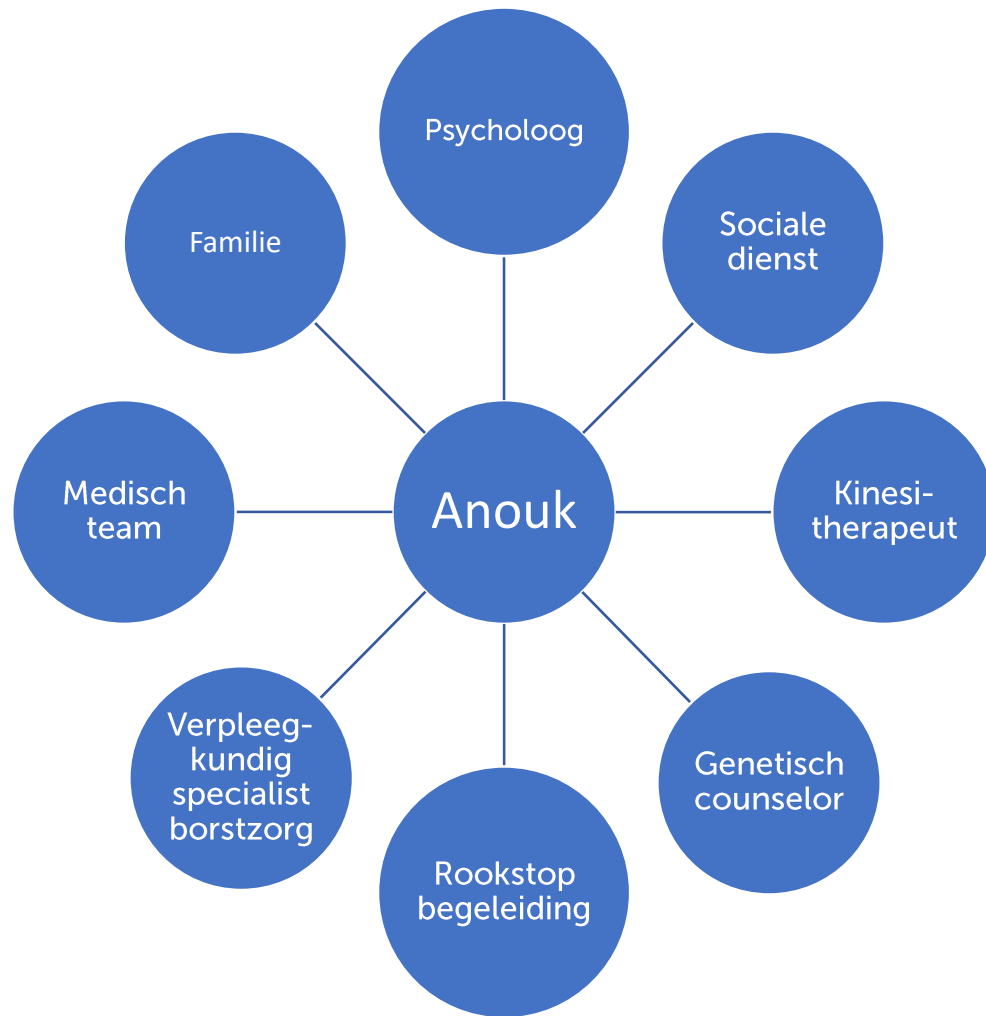 Psycholoog
Sociale
dienst
Familie
Medisch
team
Anouk
Kinesi-
therapeut
Verpleeg-
kundig
specialist
borstzorg
Genetisch
counselor
Rookstop
begeleiding